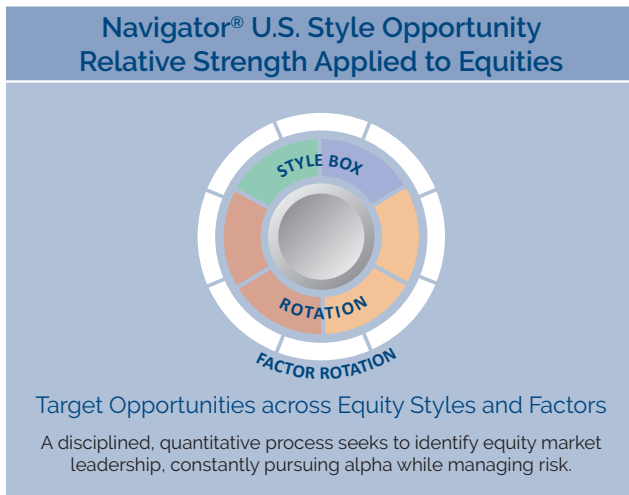 Navigator® U.S. Style Opportunity
Relative Strength Applied to Equities
STYLE BOX
ROTATION
FACTOR ROTATION
Target Opportunities across Equity Styles and Factors
A disciplined, quantitative process seeks to identify equity market
leadership, constantly pursuing alpha while managing risk.